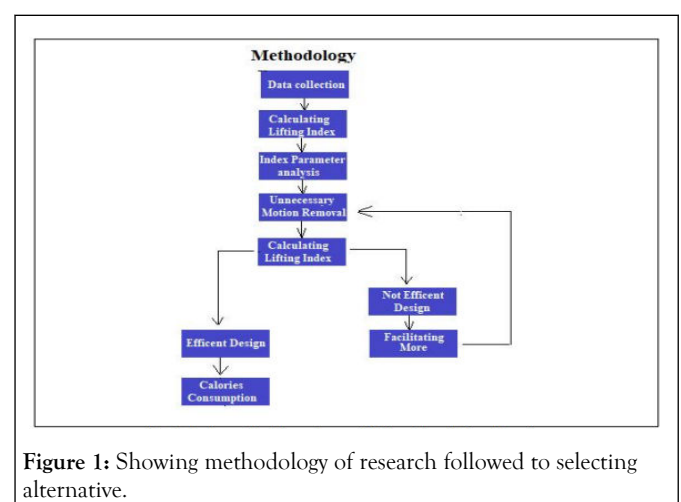 Methodology
Data collection
Calculating
Lifting Index
Index Parameter
analysis
Unnecessary
Motion Removal
Calculating
Lifting Index
Not Efficent
Design
Facilitating
More
Efficent Design
Calories
Consumption
Figure 1: Showing methodology of research followed to selecting
alternative.